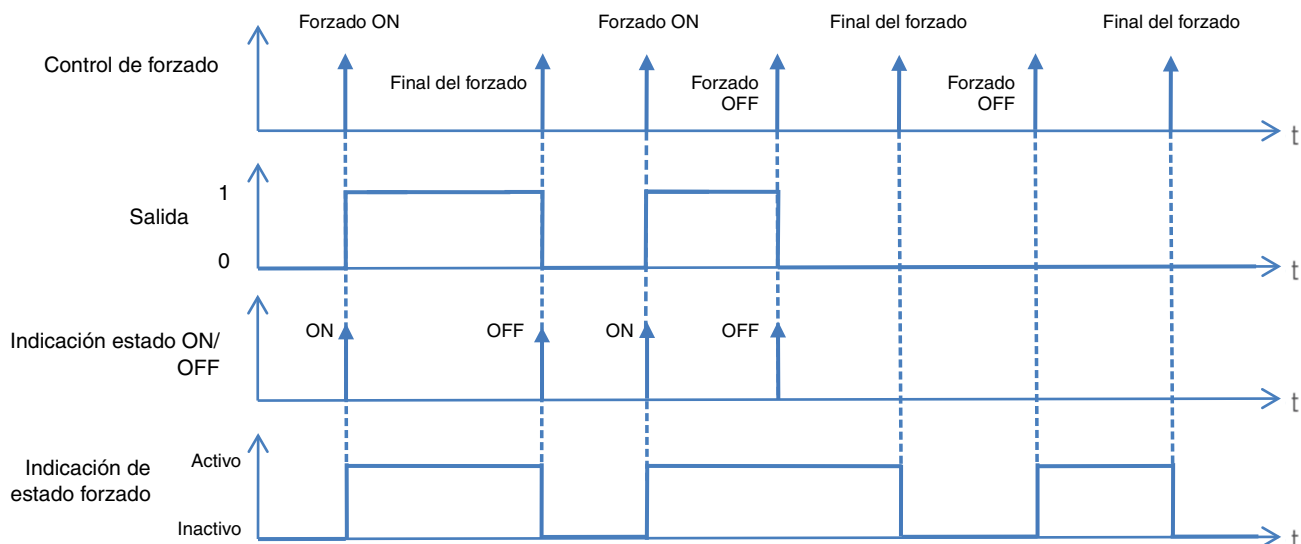 Forzado ON
Forzado ON
Final del forzado
Final del forzado
Control de forzado
Final del forzado
Forzado
OFF
Forzado
OFF
t
1
Salida
0
t
Indicación estado ON/
OFF
ON
OFF
ON
OFF
t
Activo
Indicación de
estado forzado
Inactivo
t